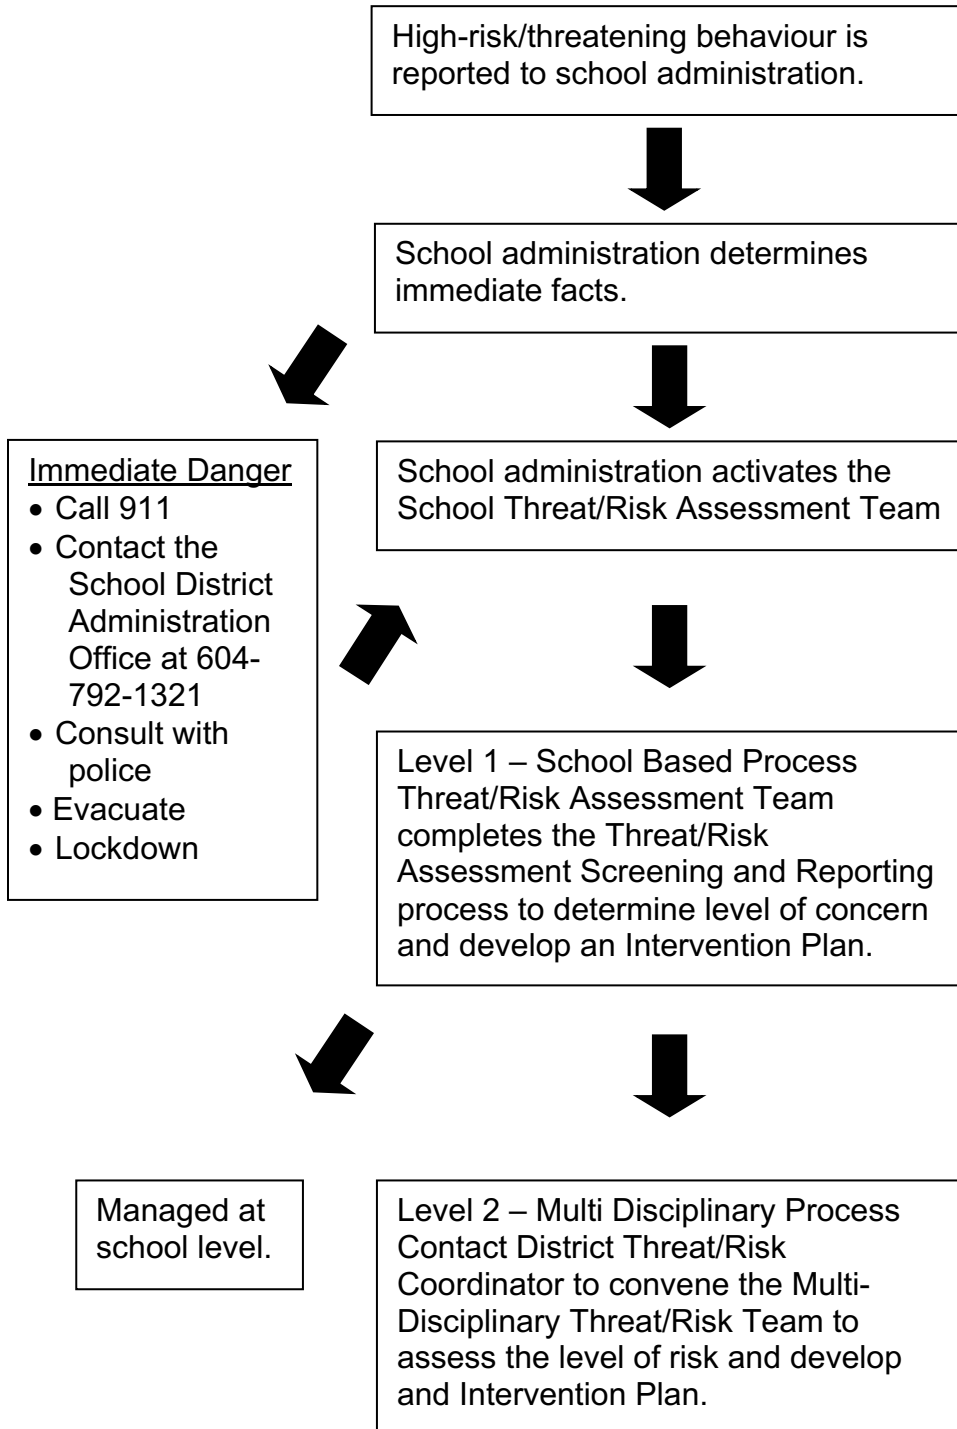 High-risk/threatening behaviour is
reported to school administration.
School administration determines
immediate facts.
Immediate Danger
• Call 911
• Contact the
School District
Administration
Office at 604-
792-1321
• Consult with
police
• Evacuate
• Lockdown
School administration activates the
School Threat/Risk Assessment Team
Level 1 – School Based Process
Threat/Risk Assessment Team
completes the Threat/Risk
Assessment Screening and Reporting
process to determine level of concern
and develop an Intervention Plan.
Managed at
school level.
Level 2 – Multi Disciplinary Process
Contact District Threat/Risk
Coordinator to convene the Multi-
Disciplinary Threat/Risk Team to
assess the level of risk and develop
and Intervention Plan.